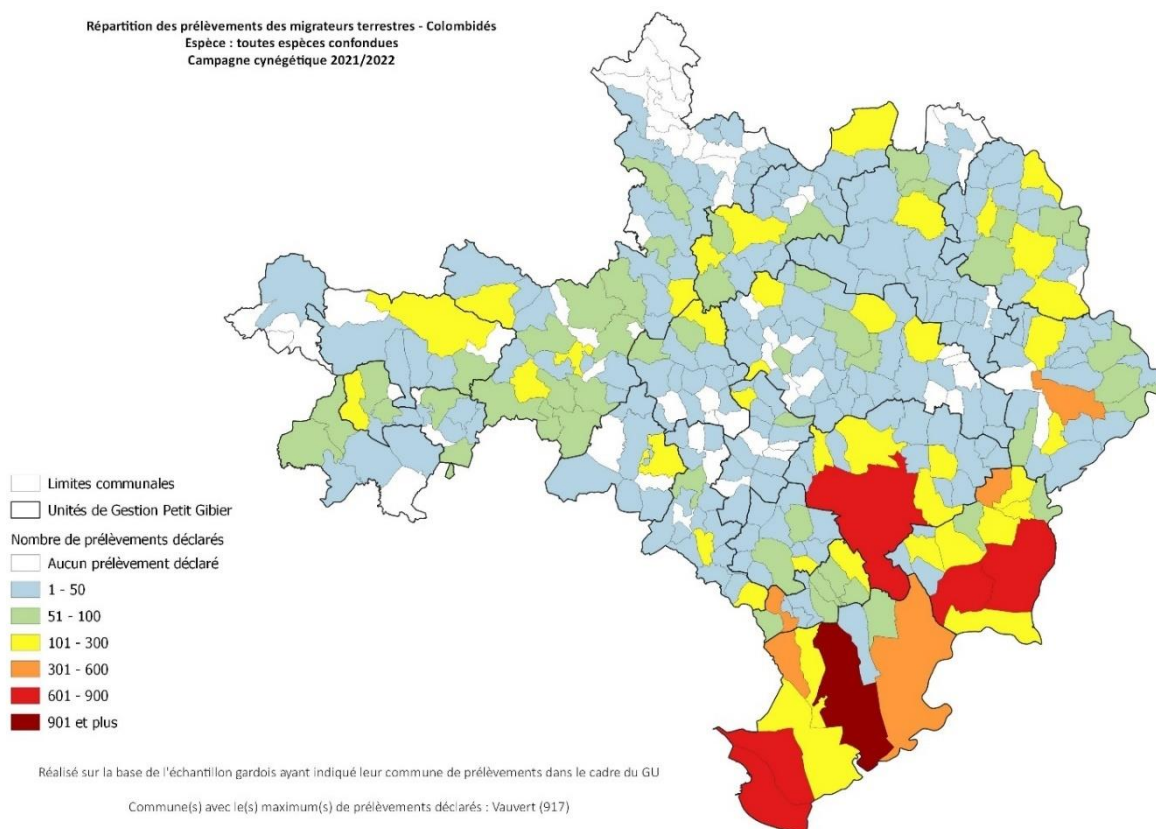 Répartition des prélèvements des migrateurs terrestres - Colombidés
Espèce : toutes espèces confondues
Campagne cynégétique 2021/2022
Limites communales
Unités de Gestion Petit Gibier
Nombre de prélèvements déclarés
Aucun prélèvement déclaré
1 - 50
51 - 100
101 - 300
301 - 600
601 - 900
901 et plus
Réalisé sur la base de l'échantillon gardois ayant indiqué leur commune de prélèvements dans le cadre du GU
Commune(s) avec le(s) maximum(s) de prélèvements déclarés : Vauvert (917)